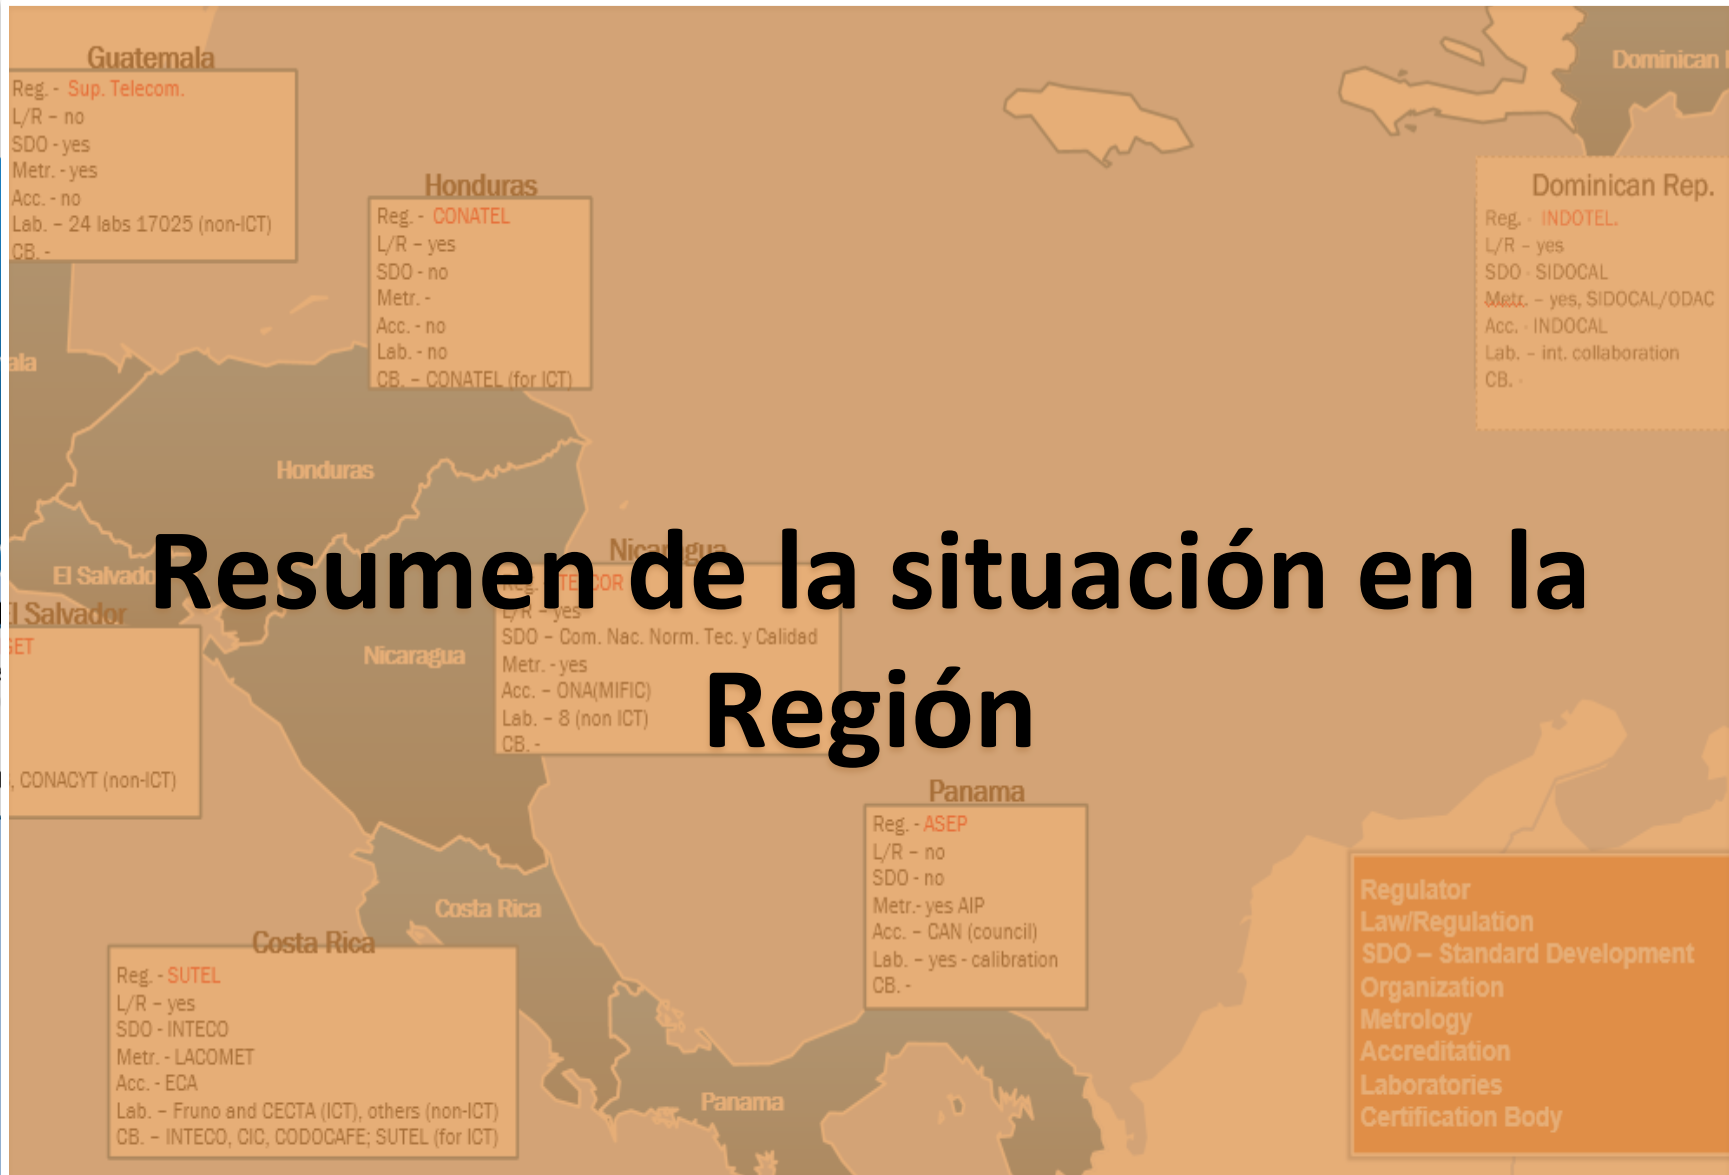 Guatemala
Reg. - Sup. Telecom.
L/R – no
SDO - yes
Metr. - yes
Acc. - no
Lab. – 24 labs 17025 (non-ICT)
CB. -
Honduras
Reg. - CONATEL
L/R – yes
SDO - no
Metr. -
Acc. - no
Lab. - no
CB. – CONATEL (for ICT)
Dominican
Dominican Rep.
Reg. - INDOTEL.
L/R – yes
SDO - SIDOCAL
Metr. – yes, SIDOCAL/ODAC
Acc. - INDOCAL
Lab. – int. collaboration
CB. -
ala
Honduras
El Salvado
Resumen de la situación en la
Región
El Salvador
SET
, CONACYT (non-ICT)
Nicaragua
Nicaragua
Reg. - TELCOR
L/R – yes
SDO – Com. Nac. Norm. Tec. y Calidad
Metr. - yes
Acc. – ONA(MIFIC)
Lab. – 8 (non ICT)
CB. -
Panama
Reg. - ASEP
L/R – no
SDO - no
Metr.- yes AIP
Acc. – CAN (council)
Lab. – yes - calibration
CB. -
Costa Rica
Costa Rica
Reg. - SUTEL
L/R – yes
SDO - INTECO
Metr. - LACOMET
Acc. - ECA
Lab. – Fruno and CECTA (ICT), others (non-ICT)
CB. – INTECO, CIC, CODOCAFE; SUTEL (for ICT)
Panama
Regulator
Law/Regulation
SDO – Standard Development
Organization
Metrology
Accreditation
Laboratories
Certification Body